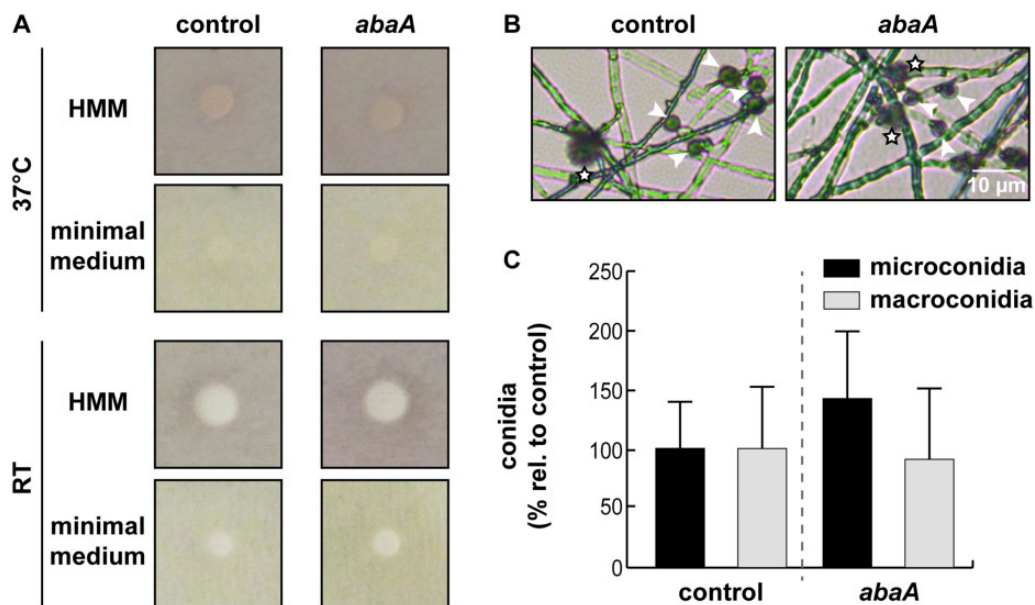 A
control
abaA
37°C
HMM
minimal
medium
RT
HMM
minimal
medium
B
control
abaA
10 µm
C
250
200
150
100
50
0
conidia
(% rel. to control)
microconidia
macroconidia
control
abaA